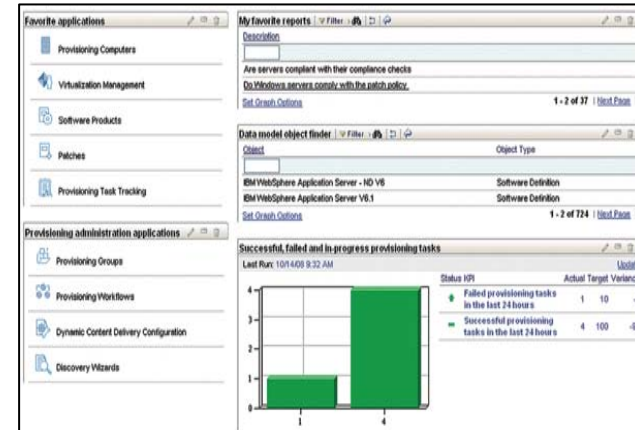 Favorite applications
Provisioning Computers
Virtualization Management
Software Products
Patches
Provisioning Task Tracking
Provisioning administration applications
Provisioning Groups
Provisioning Workflows
Dynamic Content Delivery Configuration
Discovery Wizards
My favorite reports | Filter
Description
Are servers compliant with their compliance checks
Do Windows servers comply with the patch policy.
Set Graph Options 1 - 2 of 37 | Next Page
Data model object finder | Filter
Object Object Type
IBM WebSphere Application Server - ND V6 Software Definition
IBM WebSphere Application Server V6.1 Software Definition
Set Graph Options 1 - 2 of 724 | Next Page
Successful, failed and in-progress provisioning tasks
Last Run: 10/14/08 9:32 AM
Status KPI Actual Target
Failed provisioning tasks in the last 24 hours 1 10
Successful provisioning tasks in the last 24 hours 4 100
4
3
2
1
0
1 4